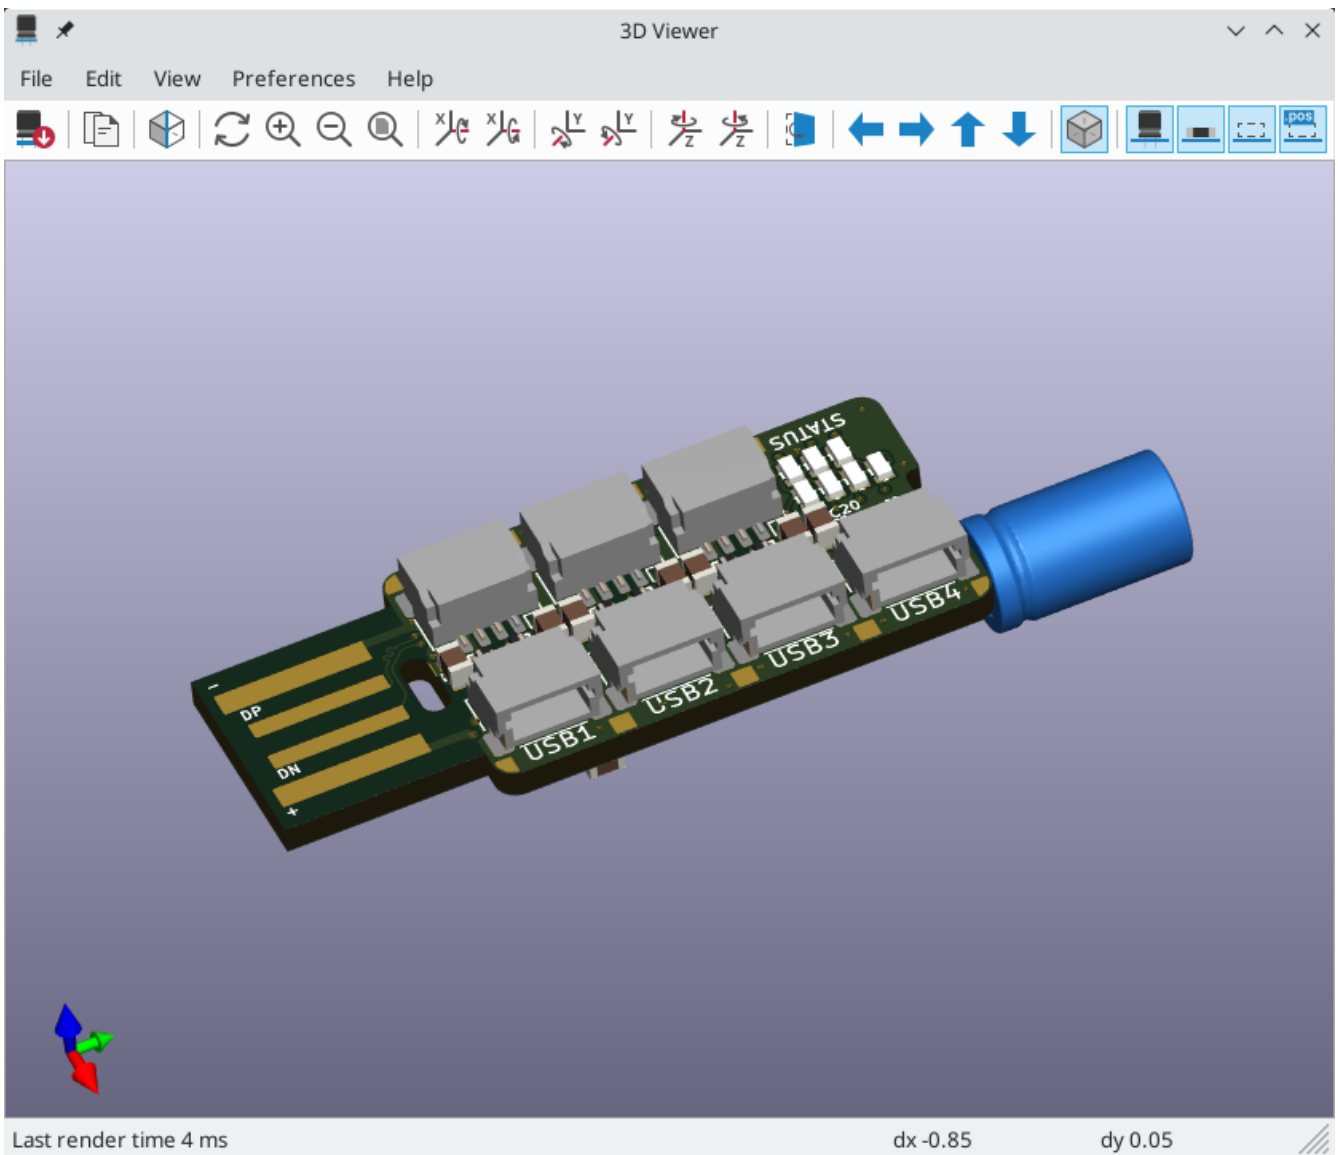 3D Viewer
File Edit View Preferences Help
X X Y Y Z Z .pos
STATUS
C20
USB4
USB3
USB2
USB1
-
DP
DN
+
Last render time 4 ms dx -0.85 dy 0.05